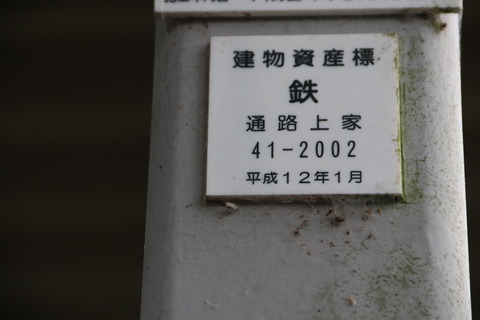 建物資産標
鉄
通路上家
41-2002
平成12年1月